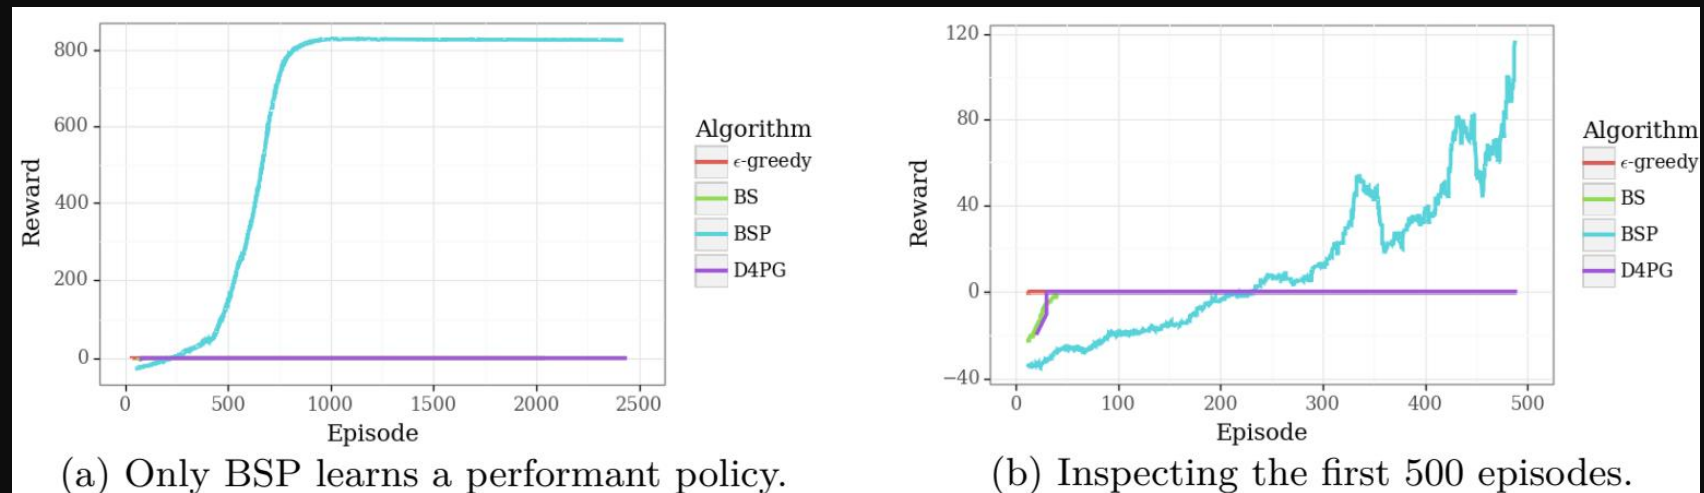 800
600
400
200
0
Reward
0
500
1000
1500
2000
2500
Episode
Algorithm
ϵ-greedy
BS
BSP
D4PG
(a) Only BSP learns a performant policy.
120
80
40
0
−40
Reward
0
100
200
300
400
500
Episode
Algorithm
ϵ-greedy
BS
BSP
D4PG
(b) Inspecting the first 500 episodes.